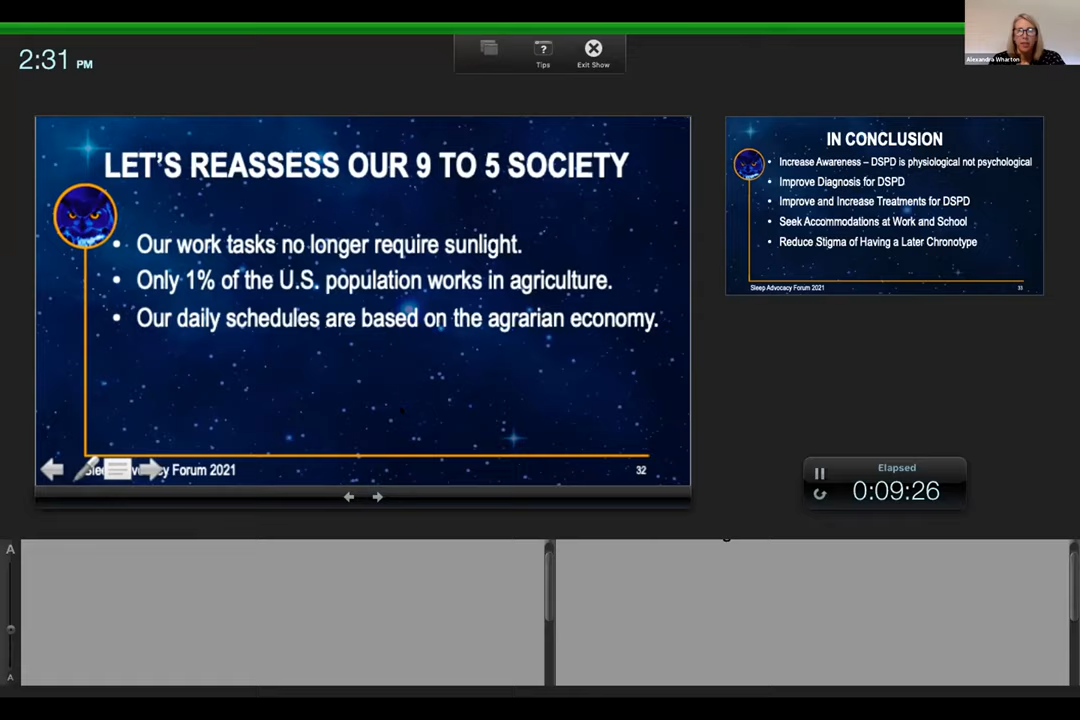 2:31 PM
Tips
Exit Show
Alexandra Wharton
LET'S REASSESS OUR 9 TO 5 SOCIETY
• Our work tasks no longer require sunlight.
• Only 1% of the U.S. population works in agriculture.
• Our daily schedules are based on the agrarian economy.
Forum 2021
32
IN CONCLUSION
• Increase Awareness – DSPD is physiological not psychological
• Improve Diagnosis for DSPD
• Improve and Increase Treatments for DSPD
• Seek Accommodations at Work and School
• Reduce Stigma of Having a Later Chronotype
Sleep Advocacy Forum 2021
Elapsed
0:09:26
A
A